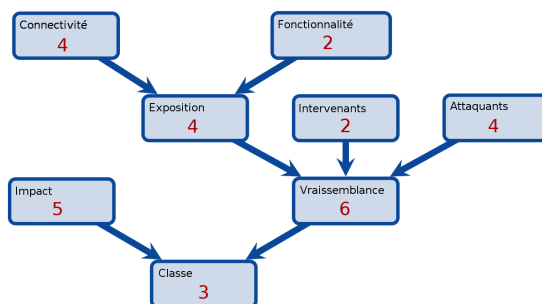 Connectivité
4
Fonctionnalité
2
Exposition
4
Intervenants
2
Attaquants
4
Impact
5
Vraissemblance
6
Classe
3